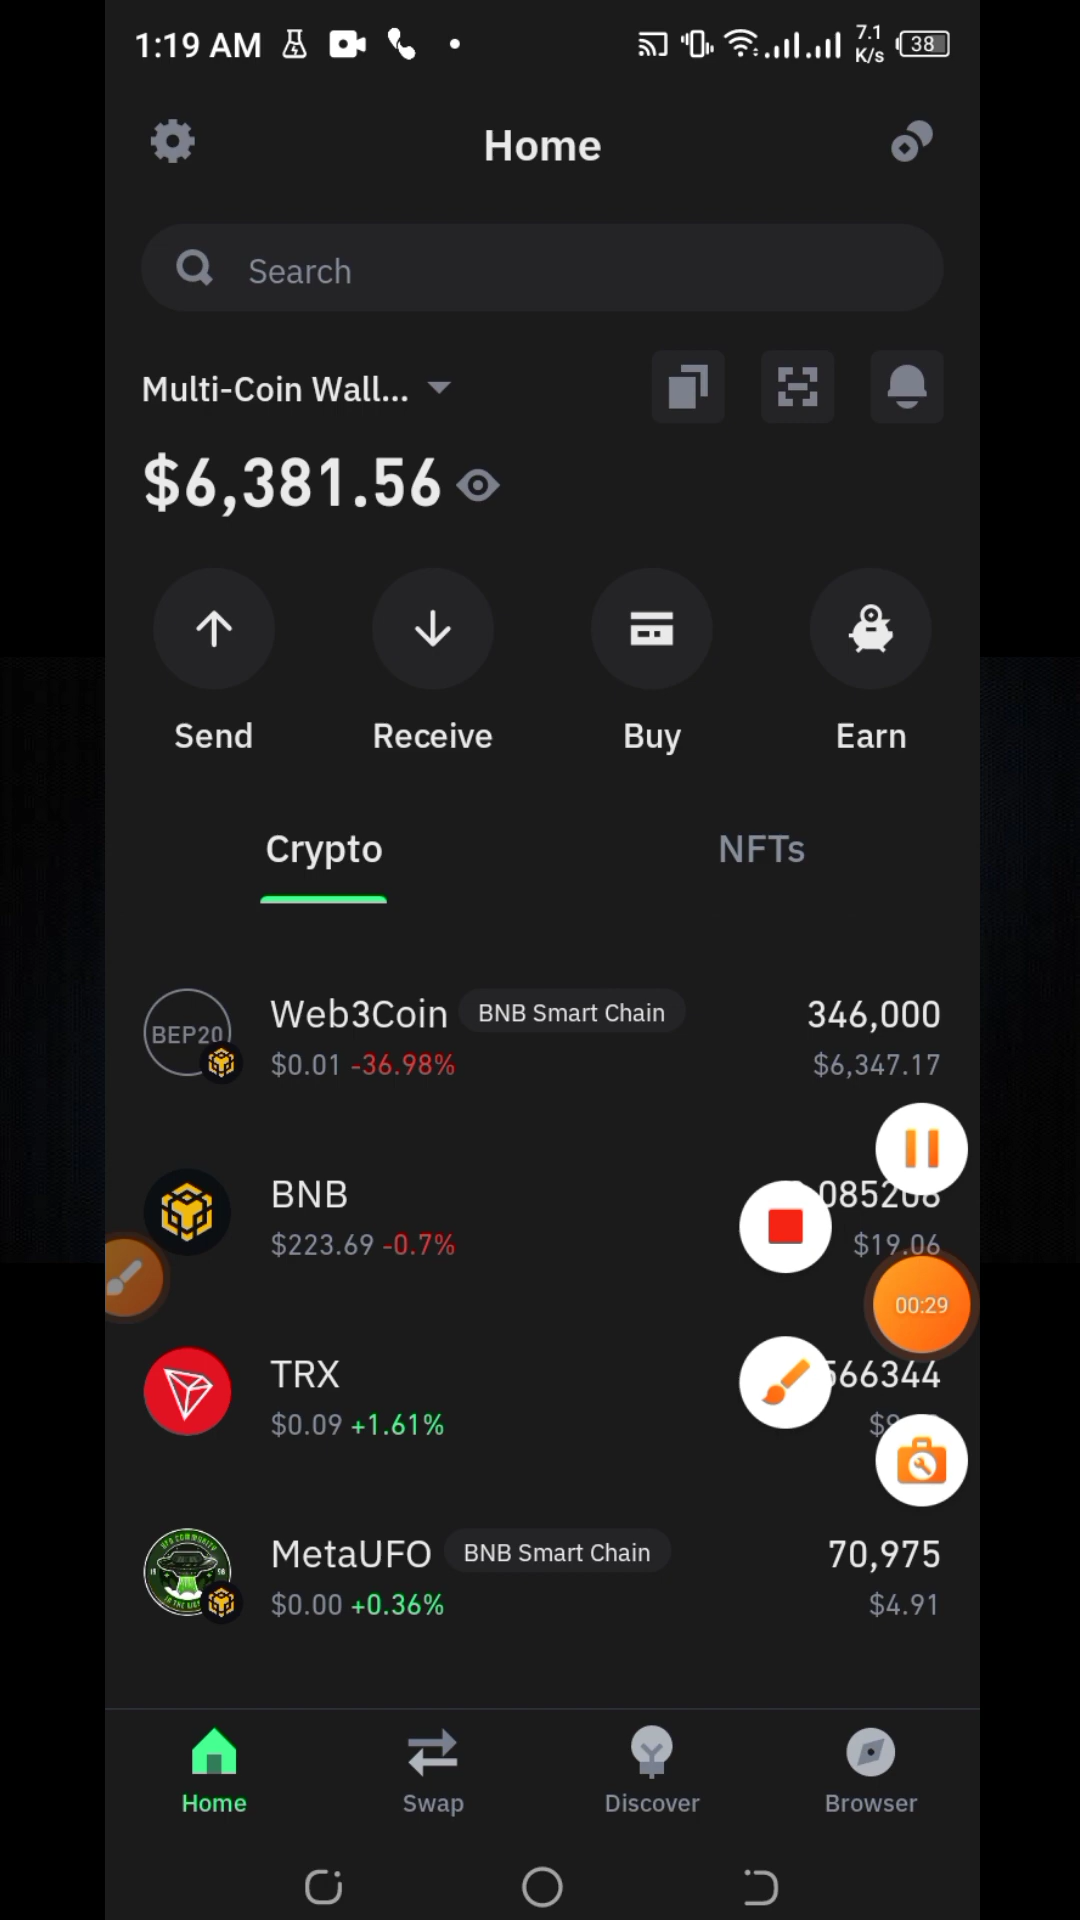 1:19 AM
7.1
K/s
38
Home
Search
Multi-Coin Wall...
$6,381.56
Send Receive Buy Earn
Crypto NFTs
BEP20 Web3Coin BNB Smart Chain 346,000
$0.01 -36.98% $6,347.17
BNB 085208
$223.69 -0.7% $19.06
00:29
TRX 566344
$0.09 +1.61%
MetaUFO BNB Smart Chain 70,975
$0.00 +0.36% $4.91
Home Swap Discover Browser